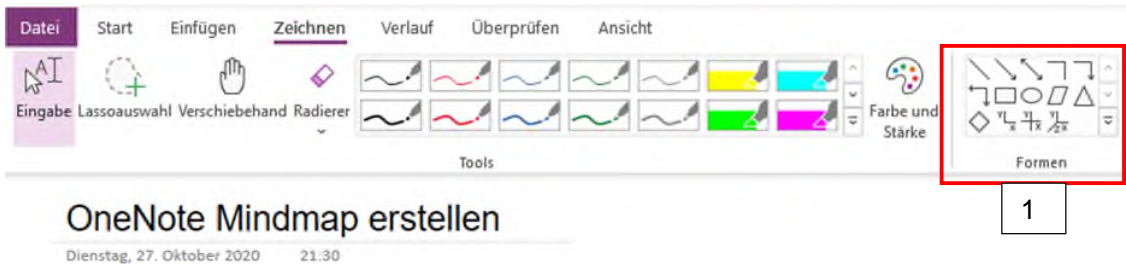 Datei Start Einfügen Zeichnen Verlauf Überprüfen Ansicht
Eingabe Lassoauswahl Verschiebehand Radierer
Farbe und
Stärke
Tools Formen
1
OneNote Mindmap erstellen
Dienstag, 27. Oktober 2020 21:30